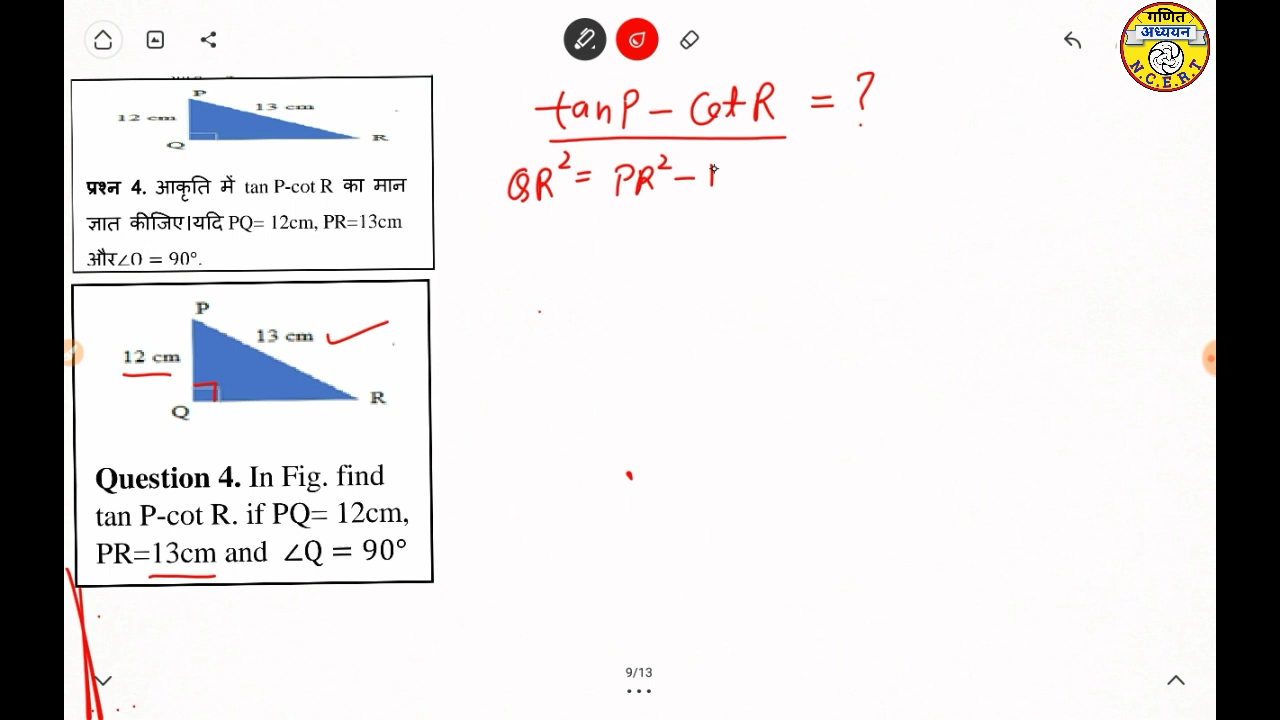 गणित
अध्ययन
N.C.E.R.T
P
13 cm
12 cm
Q
R
प्रश्न 4. आकृति में tan P-cot R का मान
ज्ञात कीजिए।यदि PQ= 12cm, PR=13cm
और∠Q = 90°.
P
13 cm
12 cm
Q
R
Question 4. In Fig. find
tan P-cot R. if PQ= 12cm,
PR=13cm and ∠Q = 90°
tanP - CotR = ?
QR² = PR² -
9/13